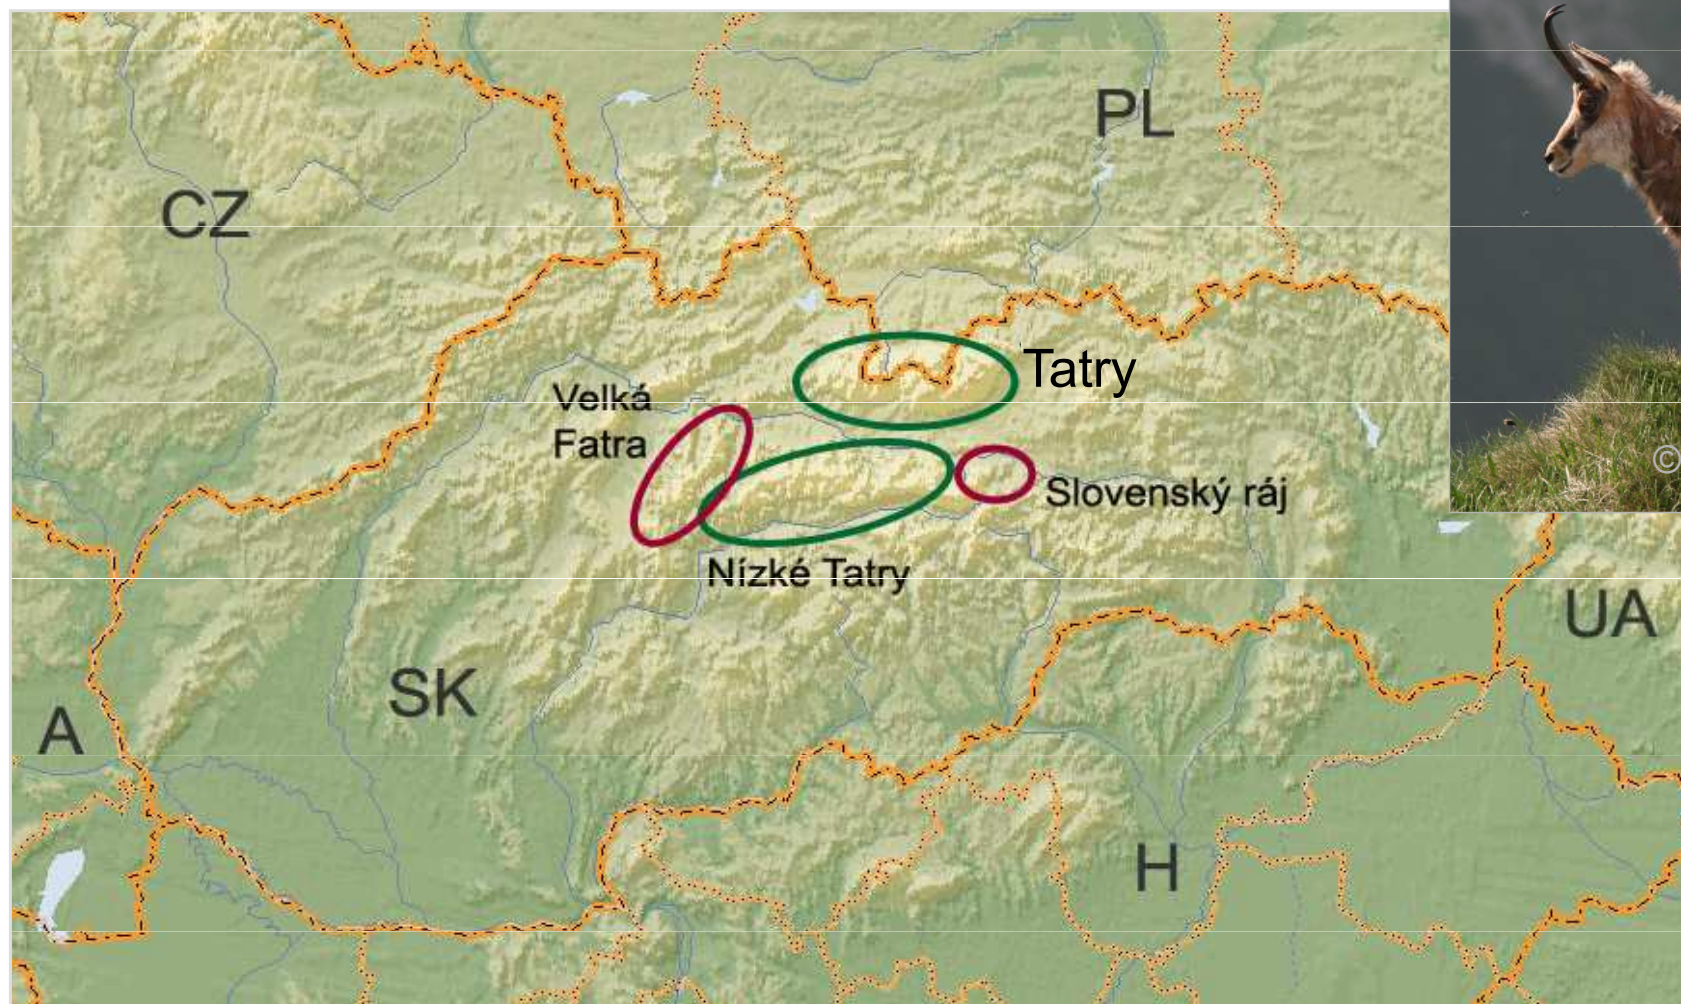 PL
CZ
Tatry
Velká
Fatra
Slovenský ráj
Nízké Tatry
UA
SK
A
H
©